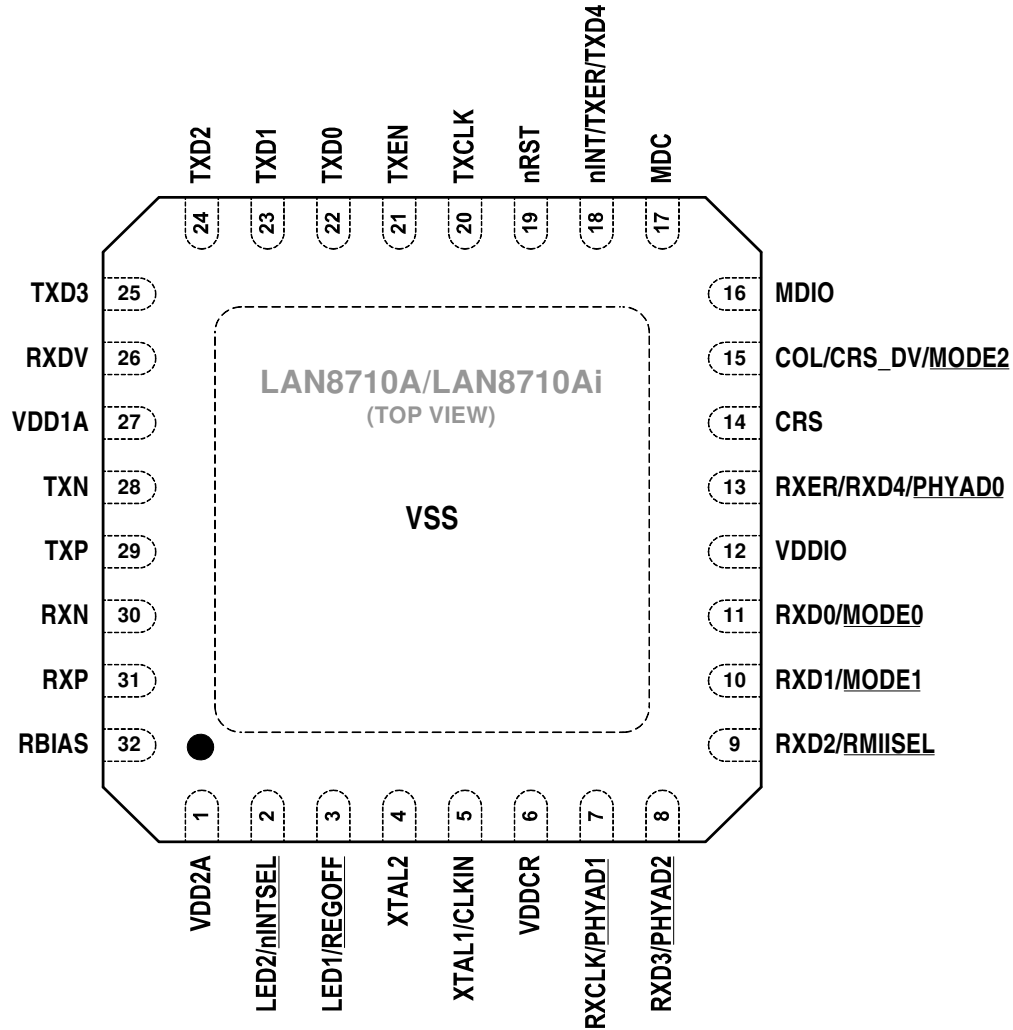 TXD2
TXD1
TXD0
TXEN
TXCLK
nRST
nINT/TXER/TXD4
MDC
24
23
22
21
20
19
18
17
TXD3
25
RXDV
26
VDD1A
27
TXN
28
TXP
29
RXN
30
RXP
31
RBIAS
32
LAN8710A/LAN8710Ai
(TOP VIEW)
VSS
16
MDIO
15
COL/CRS_DV/MODE2
14
CRS
13
RXER/RXD4/PHYAD0
12
VDDIO
11
RXD0/MODE0
10
RXD1/MODE1
9
RXD2/RMIISEL
1
2
3
4
5
6
7
8
VDD2A
LED2/nINTSEL
LED1/REGOFF
XTAL2
XTAL1/CLKIN
VDDCR
RXCLK/PHYAD1
RXD3/PHYAD2